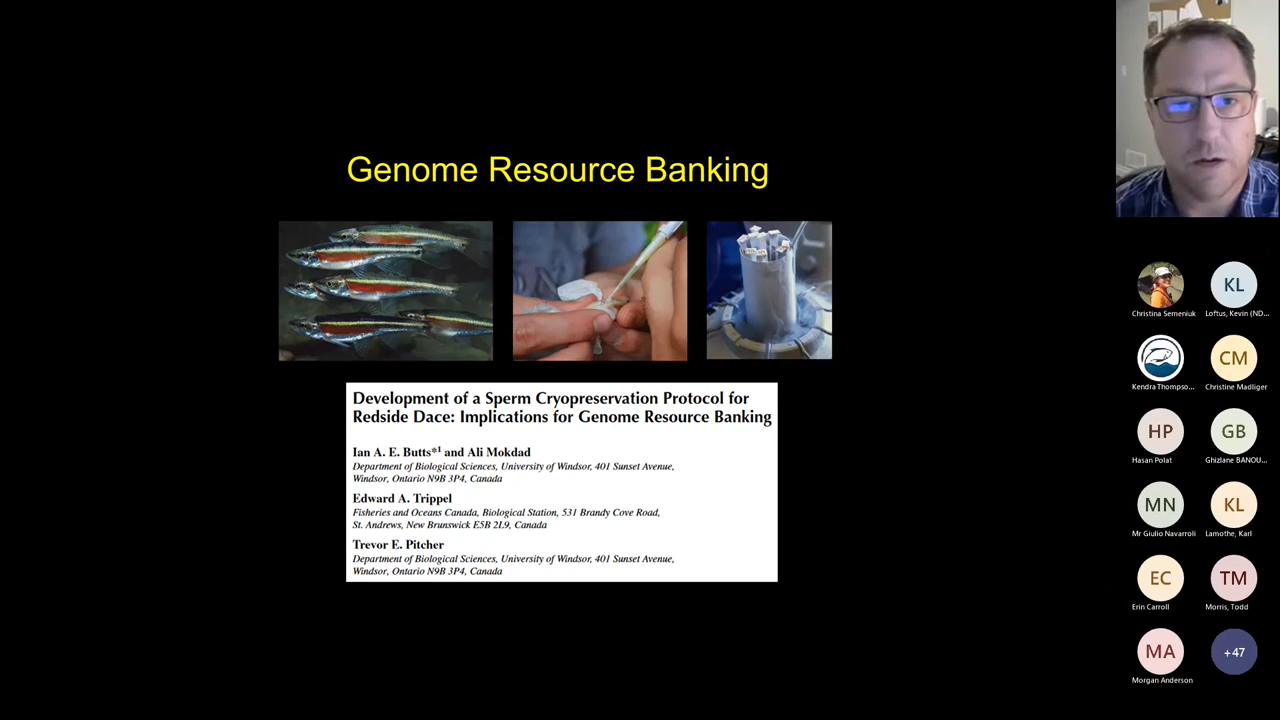 Genome Resource Banking
Development of a Sperm Cryopreservation Protocol for
Redside Dace: Implications for Genome Resource Banking
Ian A. E. Butts*¹ and Ali Mokdad
Department of Biological Sciences, University of Windsor, 401 Sunset Avenue,
Windsor, Ontario N9B 3P4, Canada
Edward A. Trippel
Fisheries and Oceans Canada, Biological Station, 531 Brandy Cove Road,
St. Andrews, New Brunswick E5B 2L9, Canada
Trevor E. Pitcher
Department of Biological Sciences, University of Windsor, 401 Sunset Avenue,
Windsor, Ontario N9B 3P4, Canada
KL
Christina Semeniuk
Loftus, Kevin (ND...
CM
Kendra Thompso...
Christine Madliger
HP
GB
Hasan Polat
Ghizlane BANOU...
MN
KL
Mr Giulio Navarroli
Lamothe, Karl
EC
TM
Erin Carroll
Morris, Todd
MA
+47
Morgan Anderson